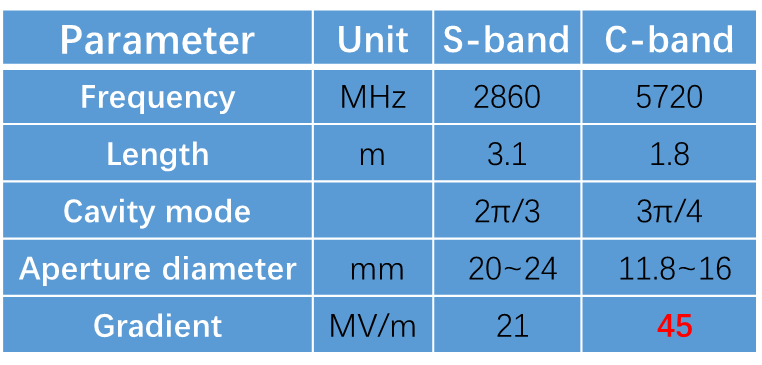 Parameter Unit S-band C-band
Frequency MHz 2860 5720
Length m 3.1 1.8
Cavity mode 2π/3 3π/4
Aperture diameter mm 20~24 11.8~16
Gradient MV/m 21 45